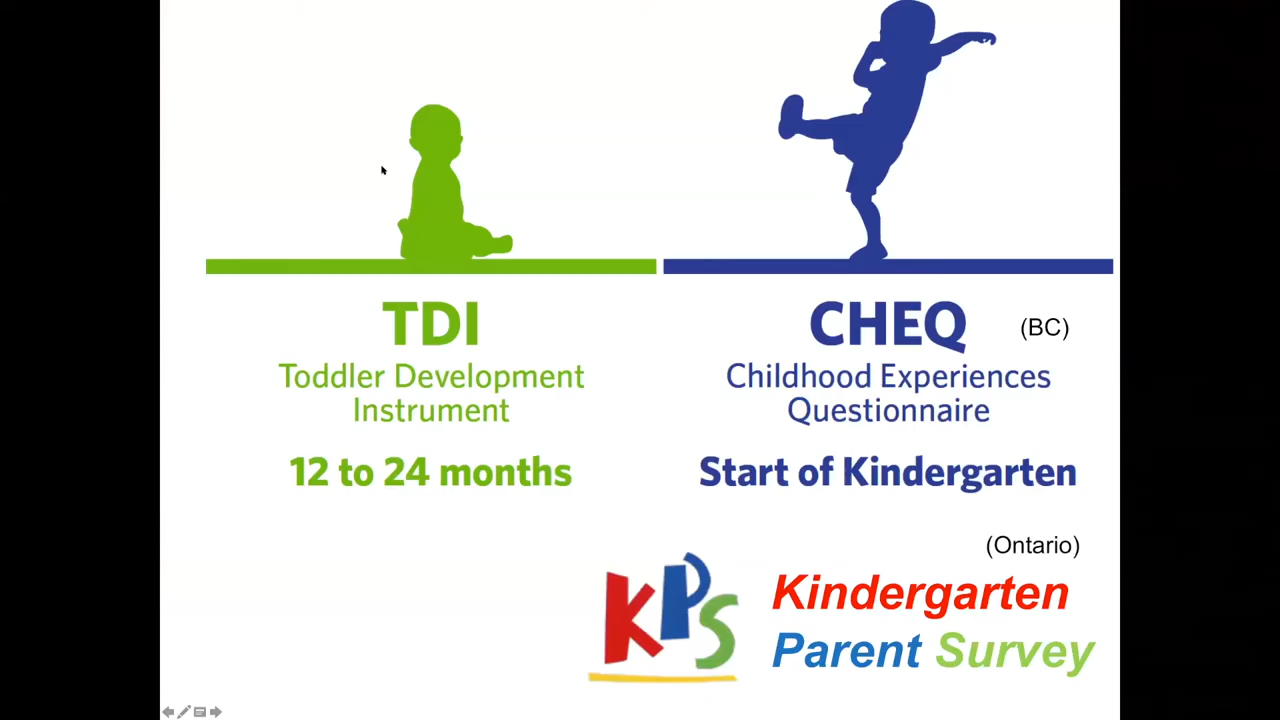 TDI
Toddler Development
Instrument
12 to 24 months
CHEQ (BC)
Childhood Experiences
Questionnaire
Start of Kindergarten
(Ontario)
KPS
Kindergarten
Parent Survey